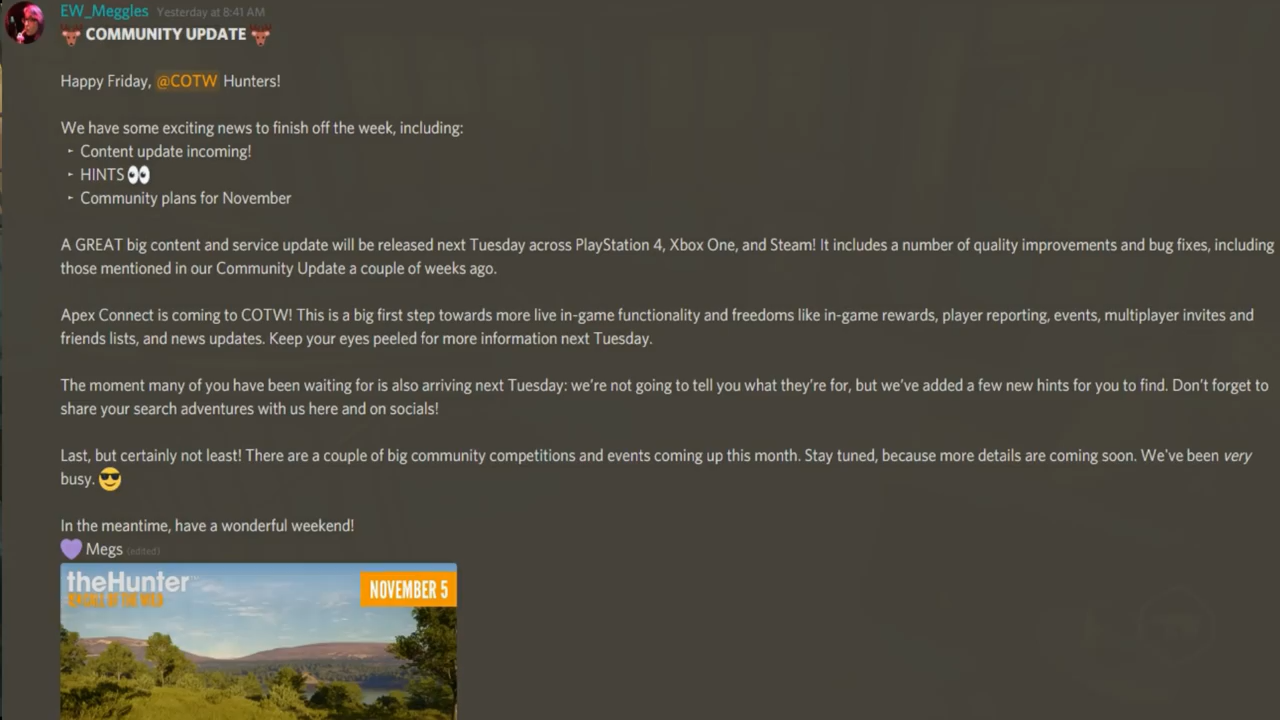 EW_Meggles Yesterday at 8:41 AM
COMMUNITY UPDATE
Happy Friday, @COTW Hunters!
We have some exciting news to finish off the week, including:
‣ Content update incoming!
‣ HINTS👀
‣ Community plans for November
A GREAT big content and service update will be released next Tuesday across PlayStation 4, Xbox One, and Steam! It includes a number of quality improvements and bug fixes, including
those mentioned in our Community Update a couple of weeks ago.
Apex Connect is coming to COTW! This is a big first step towards more live in-game functionality and freedoms like in-game rewards, player reporting, events, multiplayer invites and
friends lists, and news updates. Keep your eyes peeled for more information next Tuesday.
The moment many of you have been waiting for is also arriving next Tuesday: we're not going to tell you what they're for, but we've added a few new hints for you to find. Don't forget to
share your search adventures with us here and on socials!
Last, but certainly not least! There are a couple of big community competitions and events coming up this month. Stay tuned, because more details are coming soon. We've been very
busy. 😎
In the meantime, have a wonderful weekend!
💜 Megs (edited)
theHunter™ NOVEMBER 5
CALL OF THE WILD